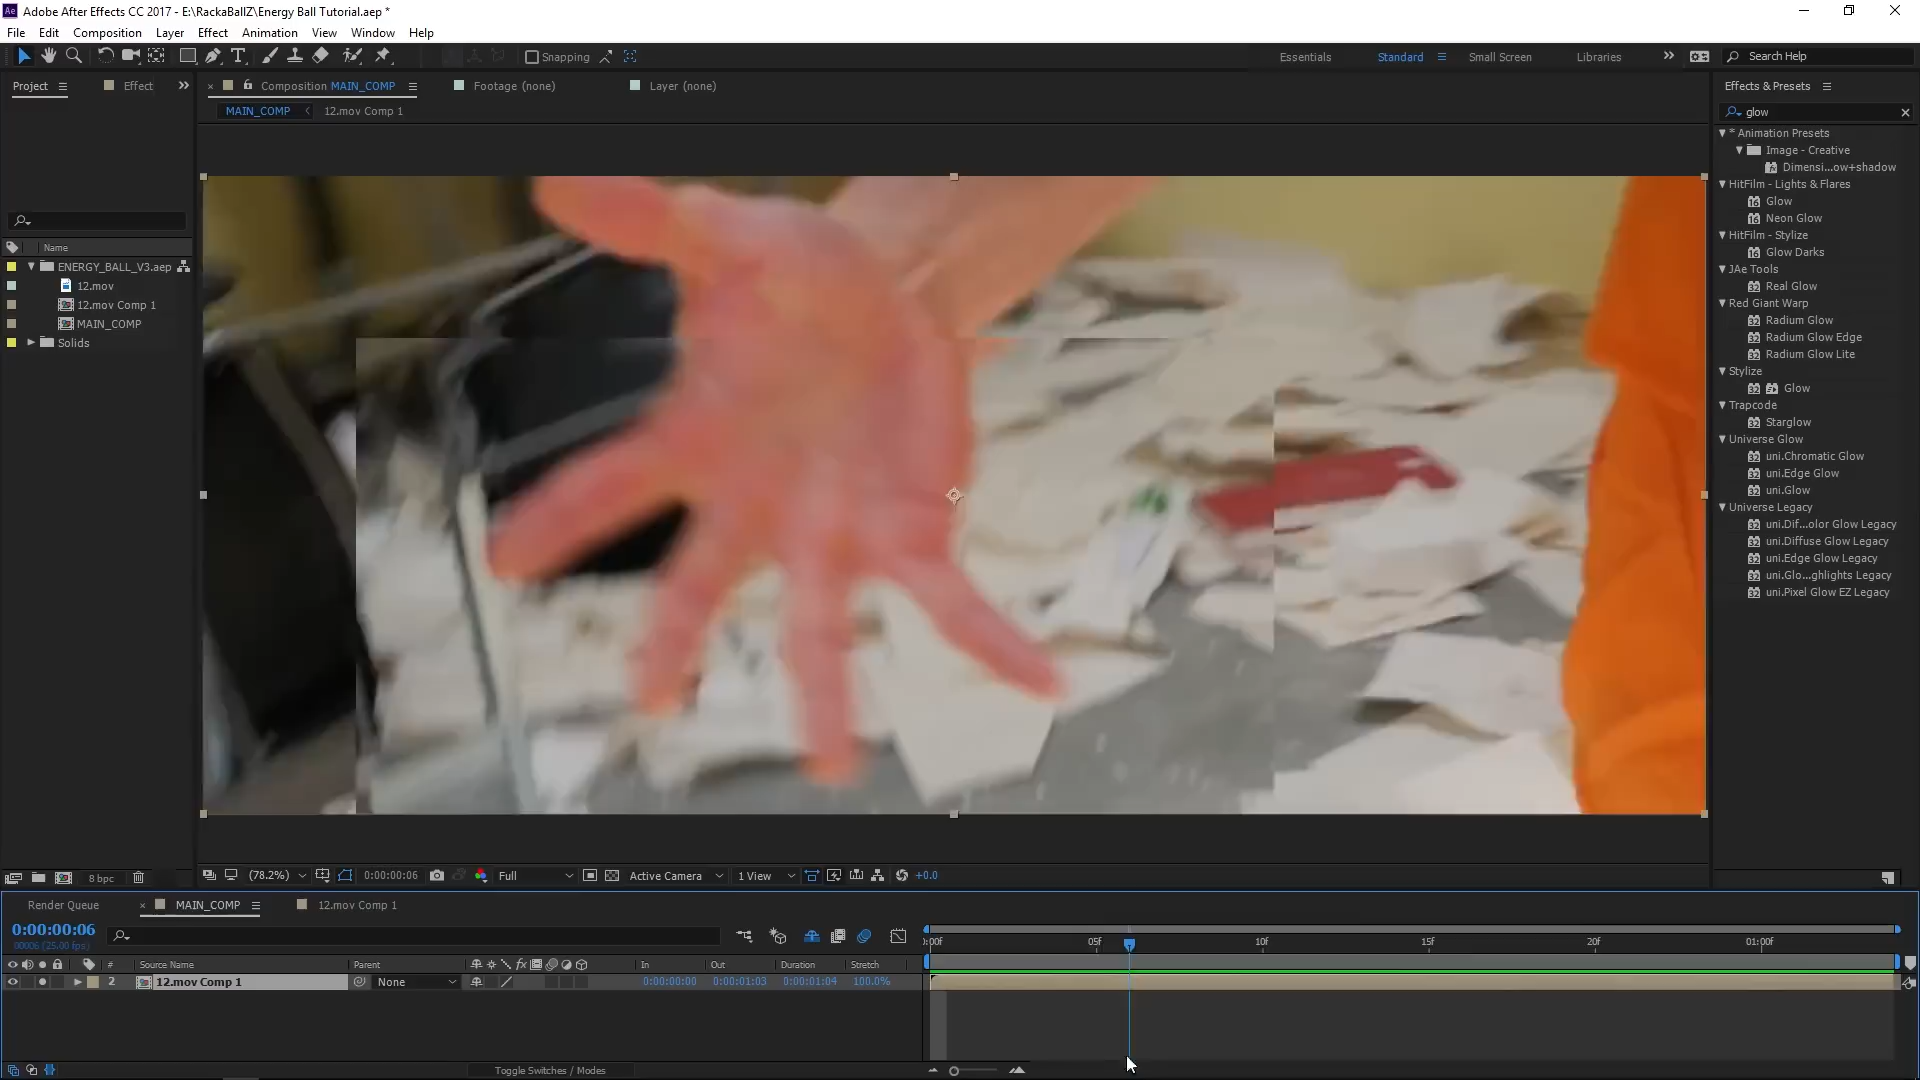 Adobe After Effects CC 2017 - E:\RackaBallZ\Energy Ball Tutorial.aep *
File Edit Composition Layer Effect Animation View Window Help
Snapping
Essentials Standard Small Screen Libraries Search Help
Project Effect
Composition MAIN_COMP Footage (none) Layer (none)
MAIN_COMP 12.mov Comp 1
Name
ENERGY_BALL_V3.aep
12.mov
12.mov Comp 1
MAIN_COMP
Solids
Effects & Presets
glow
* Animation Presets
Image - Creative
Dimensi...ow+shadow
HitFilm - Lights & Flares
Glow
Neon Glow
HitFilm - Stylize
Glow Darks
JAe Tools
Real Glow
Red Giant Warp
Radium Glow
Radium Glow Edge
Radium Glow Lite
Stylize
Glow
Trapcode
Starglow
Universe Glow
uni.Chromatic Glow
uni.Edge Glow
uni.Glow
Universe Legacy
uni.Dif...olor Glow Legacy
uni.Diffuse Glow Legacy
uni.Edge Glow Legacy
uni.Glo...ghlights Legacy
uni.Pixel Glow EZ Legacy
8 bpc
(78.2%) 0:00:00:06 Full Active Camera 1 View +0.0
Render Queue MAIN_COMP 12.mov Comp 1
0:00:00:06
00006 (25.00 fps)
:00f 05f 10f 15f 20f 01:00f
# Source Name Parent In Out Duration Stretch
2 12.mov Comp 1 None 0:00:00:00 0:00:01:03 0:00:01:04 100.0%
Toggle Switches / Modes